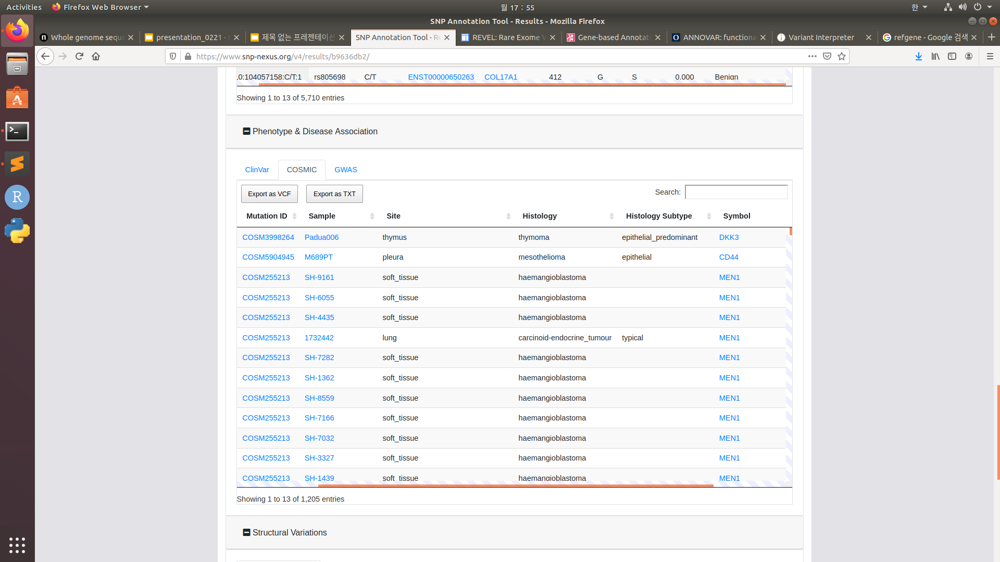 Activities Firefox Web Browser 월 17 : 55 한
SNP Annotation Tool - Results - Mozilla Firefox
Whole genome seque presentation_0221 - 제목 없는 프레젠테이션 SNP Annotation Tool - Re REVEL: Rare Exome V Gene-based Annotati ANNOVAR: functiona Variant Interpreter refgene - Google 검색
https://www.snp-nexus.org/v4/results/b9636db2/
0:104057158:C/T:1 rs805698 C/T ENST00000650263 COL17A1 412 G S 0.000 Benign
Showing 1 to 13 of 5,710 entries
Phenotype & Disease Association
ClinVar COSMIC GWAS
Export as VCF Export as TXT Search:
Mutation ID Sample Site Histology Histology Subtype Symbol
COSM3998264 Padua006 thymus thymoma epithelial_predominant DKK3
COSM5904945 M689PT pleura mesothelioma epithelial CD44
COSM255213 SH-9161 soft_tissue haemangioblastoma MEN1
COSM255213 SH-6055 soft_tissue haemangioblastoma MEN1
COSM255213 SH-4435 soft_tissue haemangioblastoma MEN1
COSM255213 1732442 lung carcinoid-endocrine_tumour typical MEN1
COSM255213 SH-7282 soft_tissue haemangioblastoma MEN1
COSM255213 SH-1362 soft_tissue haemangioblastoma MEN1
COSM255213 SH-8559 soft_tissue haemangioblastoma MEN1
COSM255213 SH-7166 soft_tissue haemangioblastoma MEN1
COSM255213 SH-7032 soft_tissue haemangioblastoma MEN1
COSM255213 SH-3327 soft_tissue haemangioblastoma MEN1
COSM255213 SH-1439 soft_tissue haemangioblastoma MEN1
Showing 1 to 13 of 1,205 entries
Structural Variations